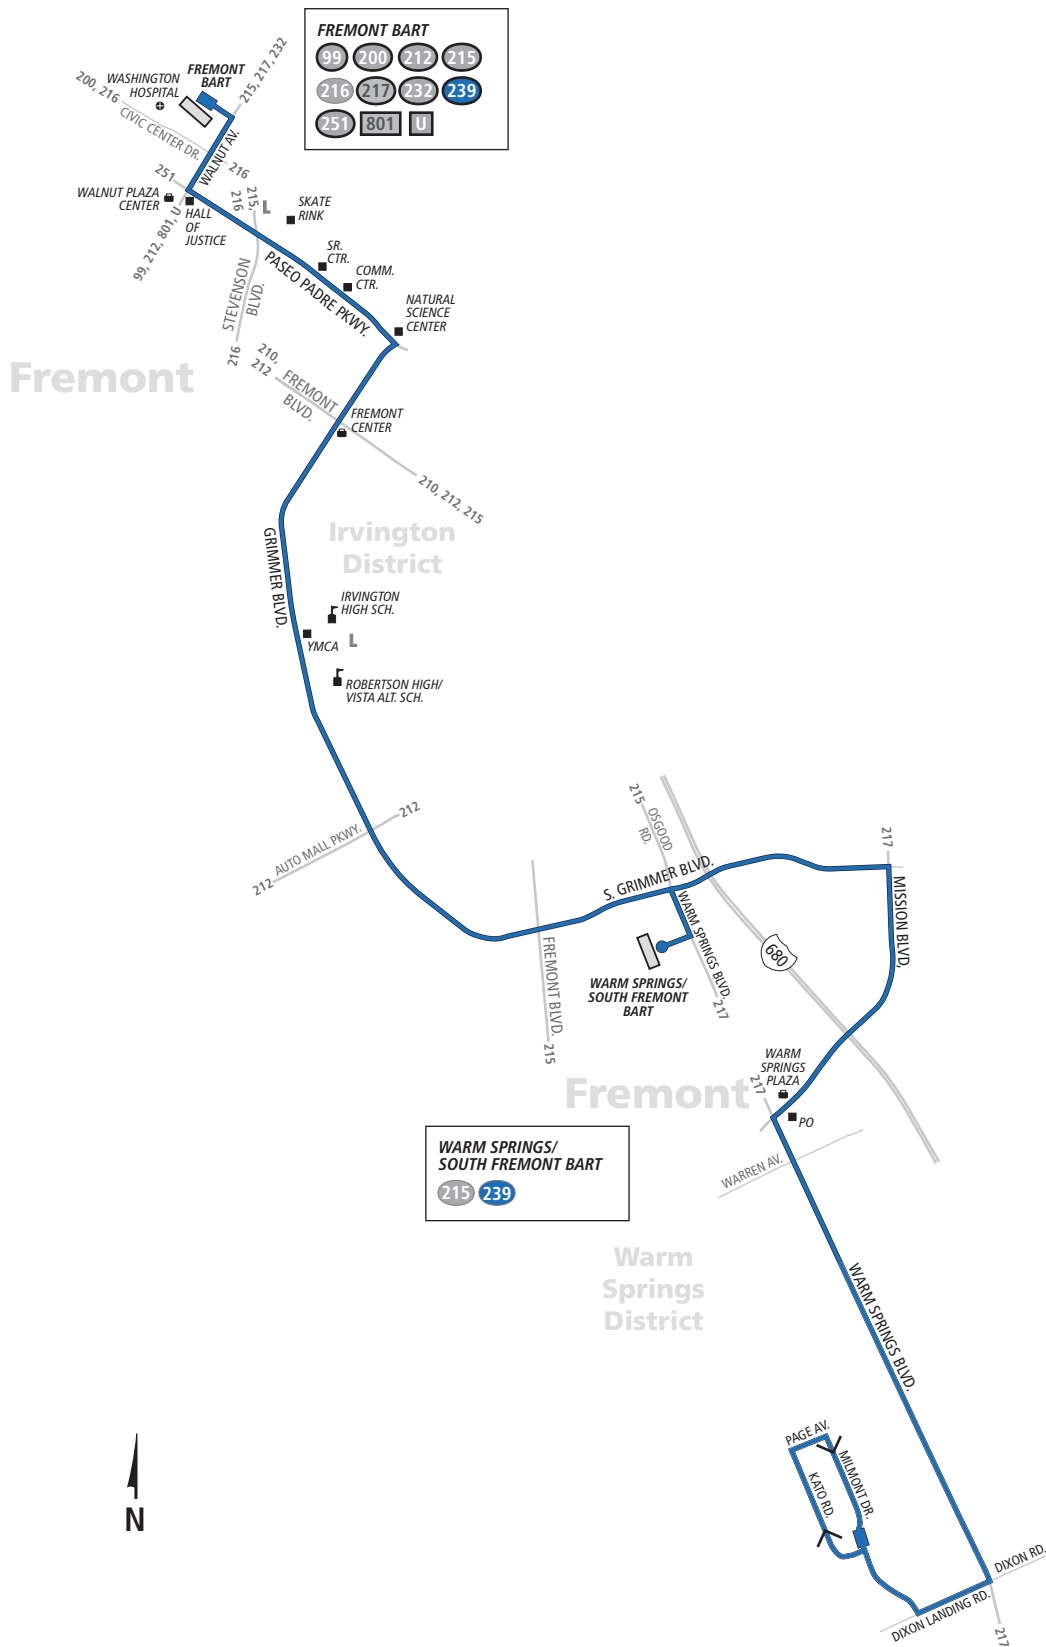 FREMONT BART
99 200 212 215
216 217 232 239
251 801 U
200, 216
WASHINGTON
HOSPITAL
FREMONT
BART
215, 217, 232
CIVIC CENTER DR.
WALNUT AV.
216
251
WALNUT PLAZA
CENTER
HALL
OF
JUSTICE
99, 212, 801, U
215,
216
L
SKATE
RINK
SR.
CTR.
COMM.
CTR.
NATURAL
SCIENCE
CENTER
PASEO PADRE PKWY.
STEVENSON
BLVD.
216
Fremont
210,
212
FREMONT
BLVD.
FREMONT
CENTER
210, 212, 215
Irvington
District
GRIMMER BLVD.
IRVINGTON
HIGH SCH.
YMCA
L
ROBERTSON HIGH/
VISTA ALT. SCH.
212
AUTO MALL PKWY.
212
215
OSGOOD
RD.
217
S. GRIMMER BLVD.
MISSION BLVD,
WARM SPRINGS BLVD.
217
FREMONT BLVD.
215
680
WARM SPRINGS/
SOUTH FREMONT
BART
Fremont
WARM
SPRINGS
PLAZA
217
PO
WARREN AV.
WARM SPRINGS/
SOUTH FREMONT BART
215 239
Warm
Springs
District
WARM SPRINGS BLVD.
PAGE AV.
MILMONT DR.
KATO RD.
N
DIXON RD.
DIXON LANDING RD.
217